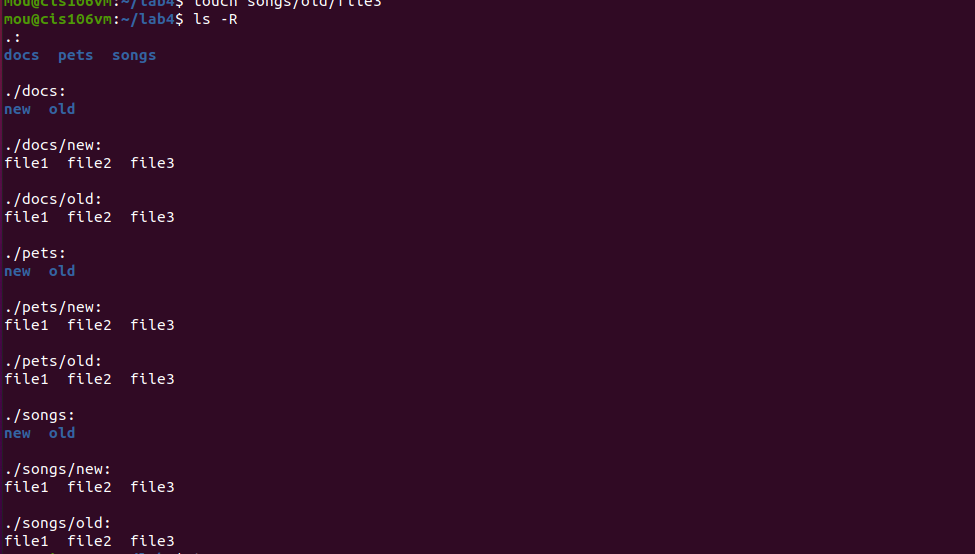 mou@cis106vm:~/lab4$ touch songs/old/file3
mou@cis106vm:~/lab4$ ls -R
.:
docs  pets  songs

./docs:
new  old

./docs/new:
file1  file2  file3

./docs/old:
file1  file2  file3

./pets:
new  old

./pets/new:
file1  file2  file3

./pets/old:
file1  file2  file3

./songs:
new  old

./songs/new:
file1  file2  file3

./songs/old:
file1  file2  file3